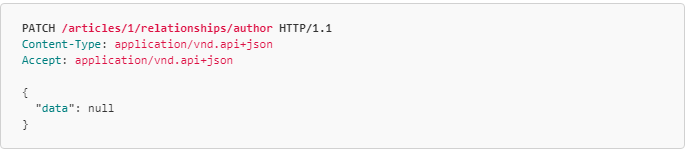 PATCH /articles/1/relationships/author HTTP/1.1
Content-Type: application/vnd.api+json
Accept: application/vnd.api+json

{
  "data": null
}